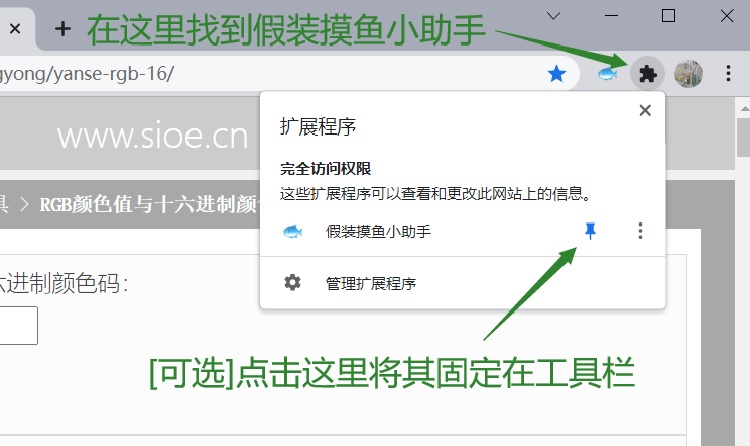 在这里找到假装摸鱼小助手
gyong/yanse-rgb-16/
www.sioe.cn
扩展程序
完全访问权限
这些扩展程序可以查看和更改此网站上的信息。
具 > RGB颜色值与十六进制颜色
假装摸鱼小助手
六进制颜色码：
管理扩展程序
[可选]点击这里将其固定在工具栏